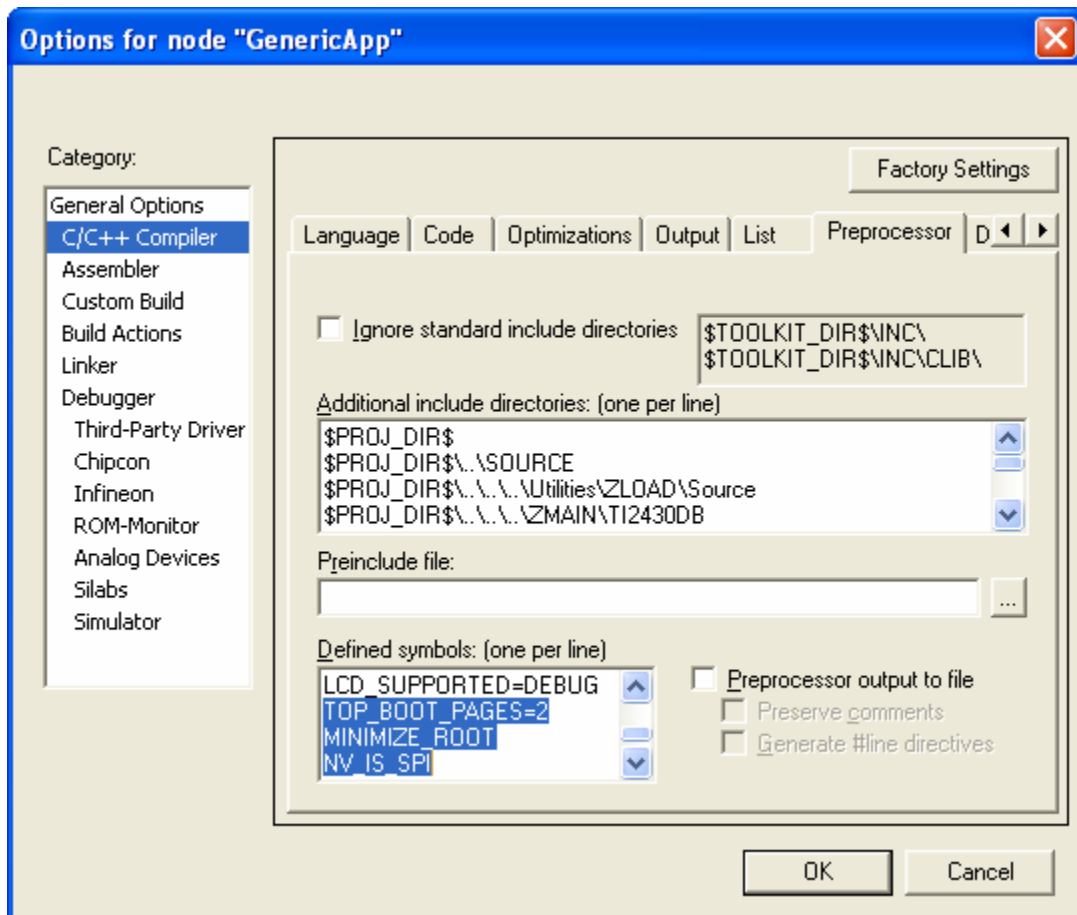 Options for node "GenericApp"
Category:
General Options
C/C++ Compiler
Assembler
Custom Build
Build Actions
Linker
Debugger
Third-Party Driver
Chipcon
Infineon
ROM-Monitor
Analog Devices
Silabs
Simulator
Factory Settings
Language Code Optimizations Output List Preprocessor D
Ignore standard include directories
$TOOLKIT_DIR$\INC\
$TOOLKIT_DIR$\INC\CLIB\
Additional include directories: (one per line)
$PROJ_DIR$
$PROJ_DIR$\..\SOURCE
$PROJ_DIR$\..\..\..\Utilities\ZLOAD\Source
$PROJ_DIR$\..\..\..\ZMAIN\TI2430DB
Preinclude file:
...
Defined symbols: (one per line)
LCD_SUPPORTED=DEBUG
TOP_BOOT_PAGES=2
MINIMIZE_ROOT
NV_IS_SPI
Preprocessor output to file
Preserve comments
Generate #line directives
OK Cancel